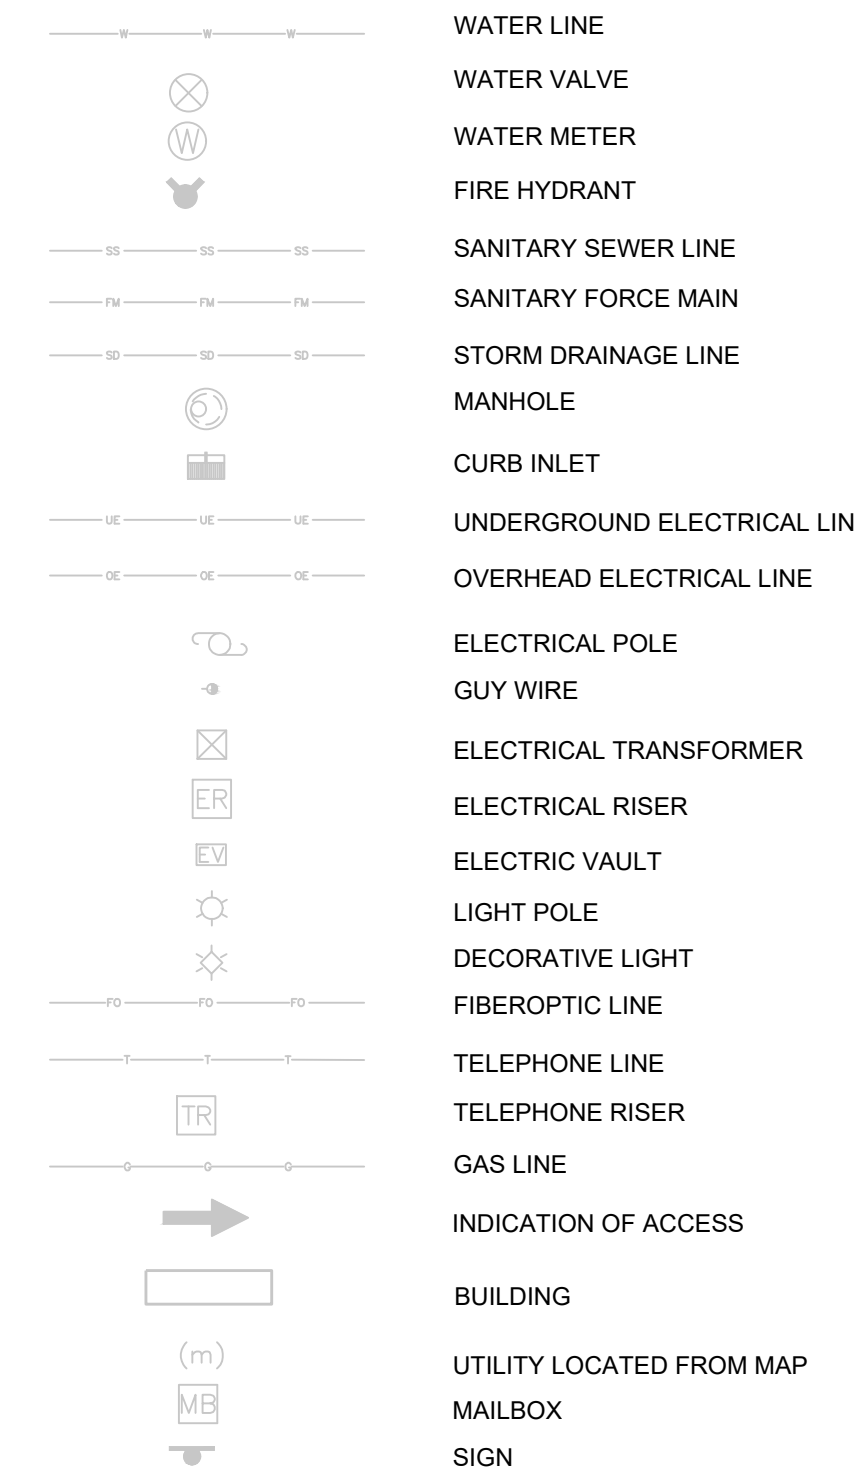 W W W WATER LINE
WATER VALVE
W WATER METER
FIRE HYDRANT
SS SS SS SANITARY SEWER LINE
FM FM FM SANITARY FORCE MAIN
SD SD SD STORM DRAINAGE LINE
MANHOLE
CURB INLET
UE UE UE UNDERGROUND ELECTRICAL LIN
OE OE OE OVERHEAD ELECTRICAL LINE
ELECTRICAL POLE
GUY WIRE
ELECTRICAL TRANSFORMER
ER ELECTRICAL RISER
EV ELECTRIC VAULT
LIGHT POLE
DECORATIVE LIGHT
FO FO FO FIBEROPTIC LINE
T T T TELEPHONE LINE
TR TELEPHONE RISER
G G G GAS LINE
INDICATION OF ACCESS
BUILDING
(m) UTILITY LOCATED FROM MAP
MB MAILBOX
SIGN